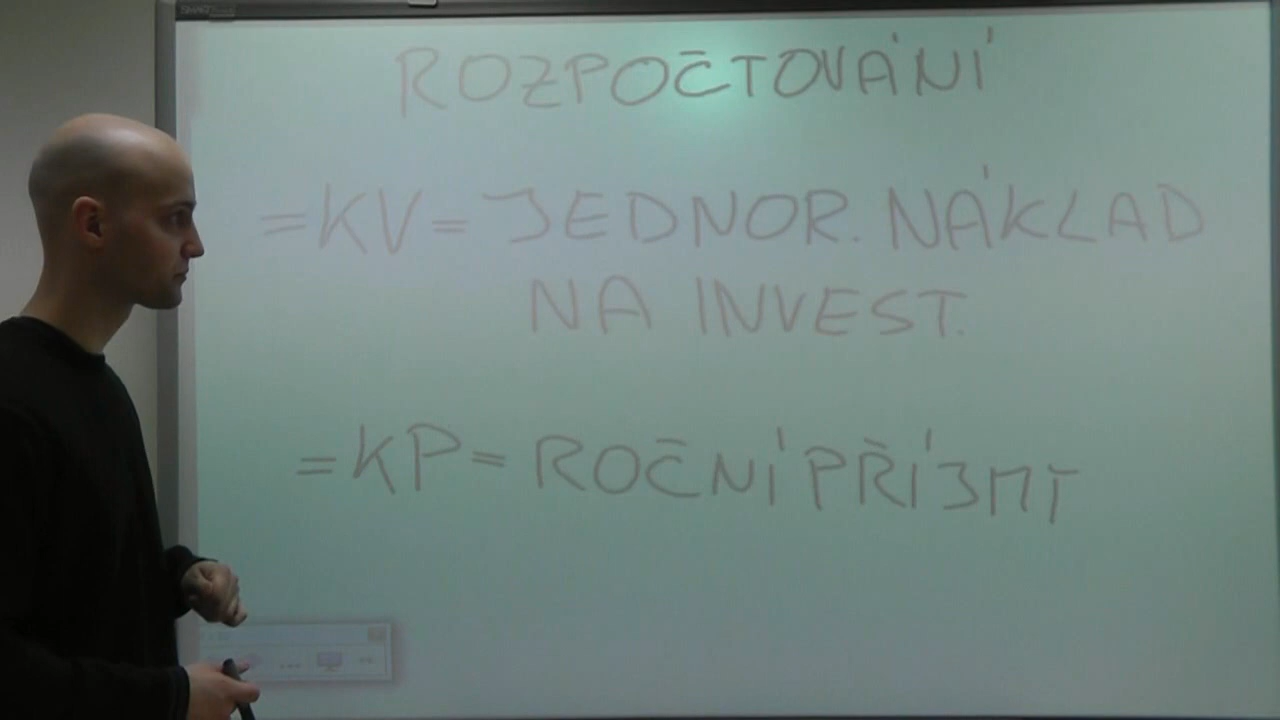 ROZPOČTOVÁNÍ
=KV= JEDNOR. NÁKLAD
NA INVEST.
=KP= ROČNÍ PŘÍJMY